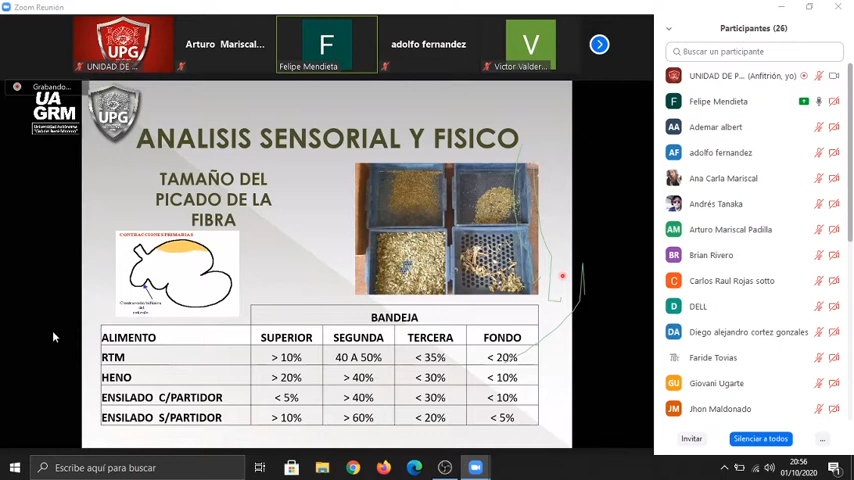 Zoom Reunión
UPG
UNIDAD DE ...
Arturo Mariscal...
F
Felipe Mendieta
adolfo fernandez
V
Victor Valder...
Grabando...
UA
GRM
UPG
ANALISIS SENSORIAL Y FISICO
TAMAÑO DEL
PICADO DE LA
FIBRA
CONTRACCIONES PRIMARIAS
BANDEJA
ALIMENTO SUPERIOR SEGUNDA TERCERA FONDO
RTM > 10% 40 A 50% < 35% < 20%
HENO > 20% > 40% < 30% < 10%
ENSILADO C/PARTIDOR < 5% > 40% < 30% < 10%
ENSILADO S/PARTIDOR > 10% > 60% < 20% < 5%
Participantes (26)
Buscar un participante
UNIDAD DE P... (Anfitrión, yo)
F Felipe Mendieta
AA Ademar albert
AF adolfo fernandez
Ana Carla Mariscal
Andrés Tanaka
AM Arturo Mariscal Padilla
BR Brian Rivero
C Carlos Raul Rojas sotto
D DELL
DA Diego alejandro cortez gonzales
Faride Tovias
GU Giovani Ugarte
JM Jhon Maldonado
Invitar
Silenciar a todos
...
Escribe aquí para buscar
20:56
01/10/2020